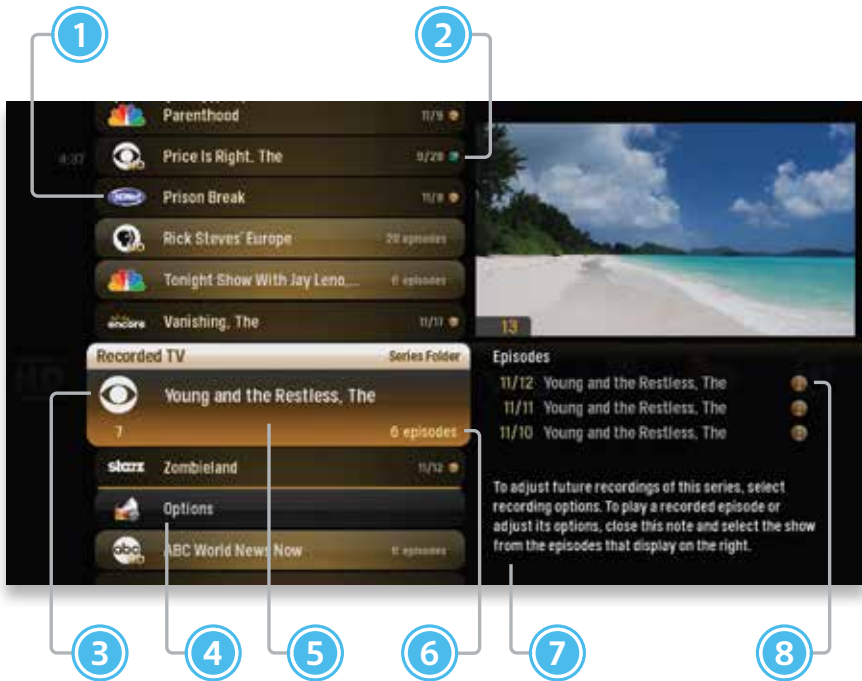 1
2
Parenthood 11/9
4:37 Price Is Right, The 9/28
Prison Break 11/8
Rick Steves' Europe 20 episodes
Tonight Show With Jay Leno,... 6 episodes
encore Vanishing, The 11/17
13
Recorded TV Series Folder
Young and the Restless, The
7 6 episodes
starz Zombieland 11/12
Options
abc ABC World News Now
Episodes
11/12 Young and the Restless, The
11/11 Young and the Restless, The
11/10 Young and the Restless, The
To adjust future recordings of this series, select
recording options. To play a recorded episode or
adjust its options, close this note and select the show
from the episodes that display on the right.
3
4
5
6
7
8